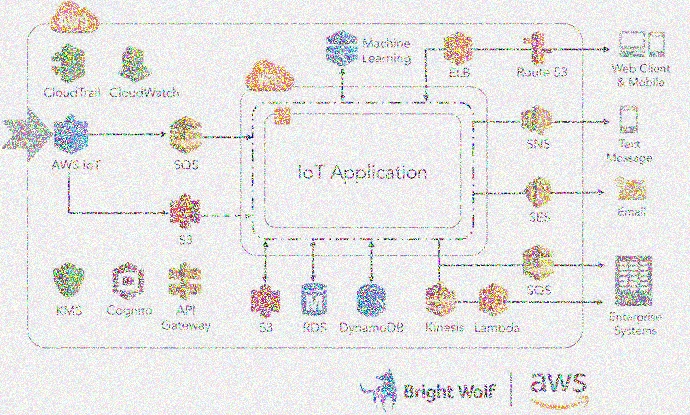 Machine
Learning
ELB
Route 53
Web Client
& Mobile
CloudTrail
CloudWatch
AWS IoT
SQS
IoT Application
SNS
Text
Message
S3
SES
Email
KMS
Cognito
API
Gateway
S3
RDS
DynamoDB
Kinesis
Lambda
SQS
Enterprise
Systems
Bright Wolf
aws